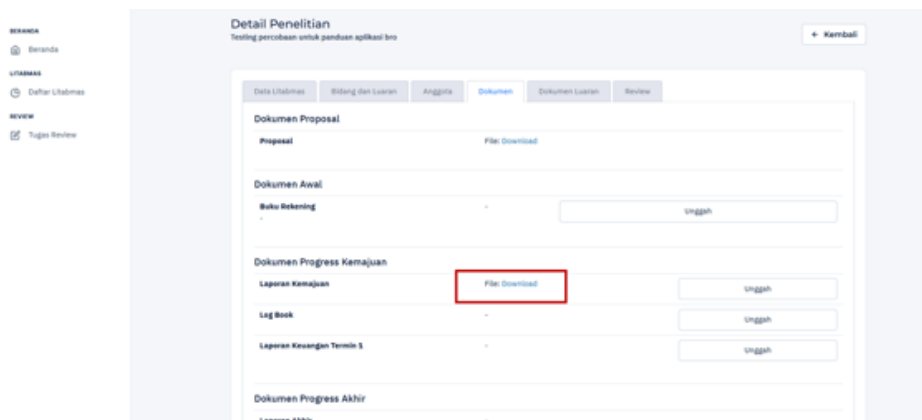 Detail Penelitian
Testing percobaan untuk panduan aplikasi bro
← Kembali
BERANDA
Beranda
LITABMAS
Daftar Litabmas
REVIEW
Tugas Review
Data Litabmas Bidang dan Luaran Anggota Dokumen Dokumen Luaran Review
Dokumen Proposal
Proposal File: Download
Dokumen Awal
Buku Rekening - Unggah
-
Dokumen Progress Kemajuan
Laporan Kemajuan File: Download Unggah
Log Book - Unggah
Laporan Keuangan Termin 1 - Unggah
Dokumen Progress Akhir
Laporan Akhir -